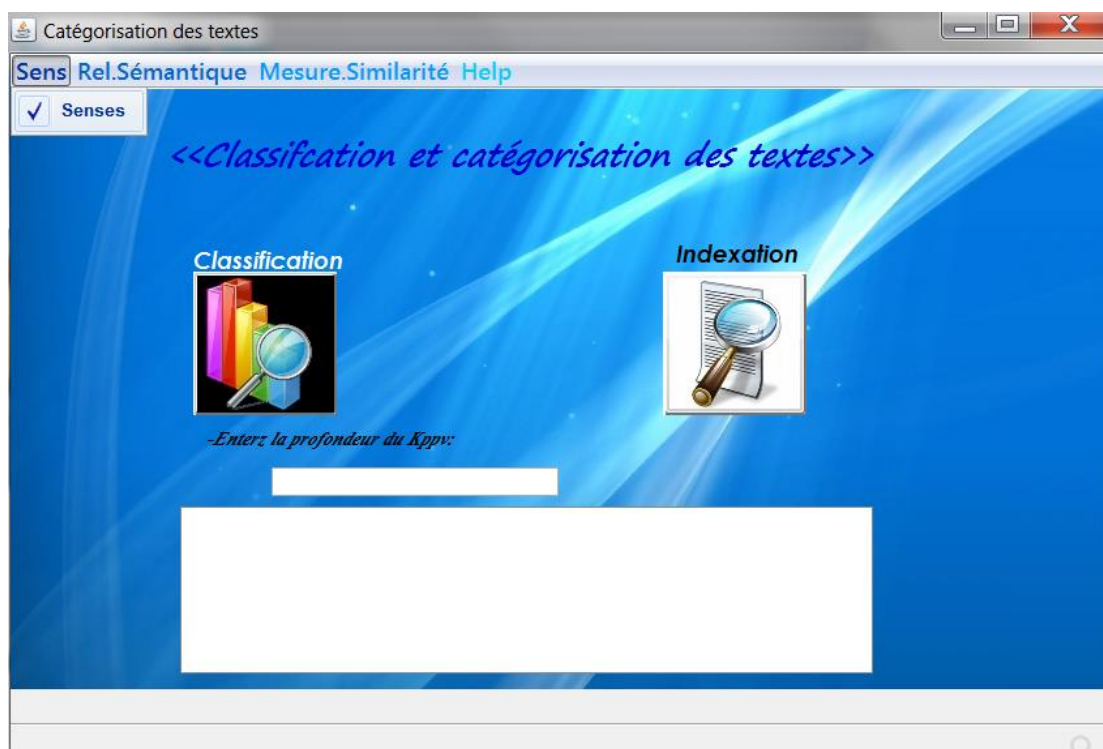 Catégorisation des textes
Sens Rel.Sémantique Mesure.Similarité Help
Senses
<<Classifcation et catégorisation des textes>>
Classification
Indexation
-Enterz la profondeur du Kppv: